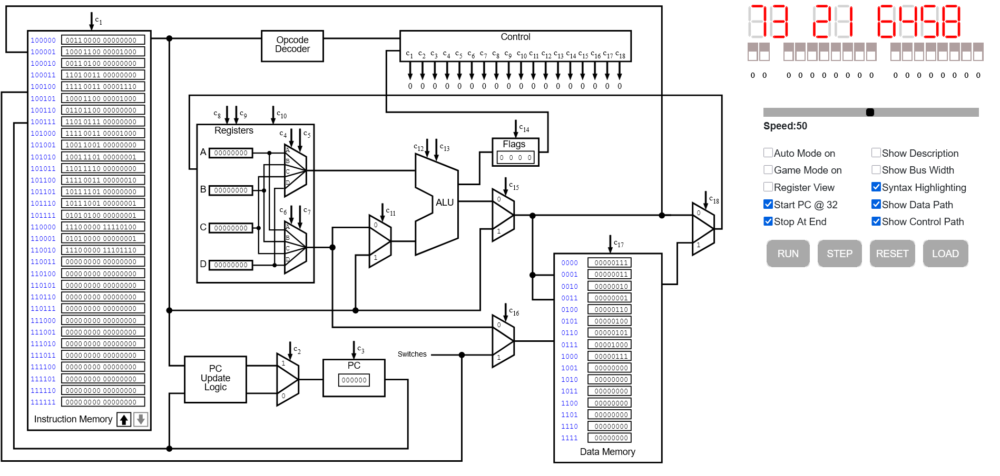 c1
100000 0011 0000 00000000
100001 1000 1100 00001000
100010 0011 0100 00000000
100011 1101 0011 00000000
100100 1111 0011 00001110
100101 1000 1100 00001000
100110 0110 1100 00000000
100111 1101 0111 00000000
101000 1111 0011 00001000
101001 1001 1001 00000000
101010 1001 1101 00000001
101011 1101 1110 00000000
101100 1111 0011 00000010
101101 1011 1101 00000000
101110 1011 1001 00000001
101111 0101 0100 00000001
110000 1110 0000 11110100
110001 0101 0000 00000001
110010 1110 0000 11101110
110011 0000 0000 00000000
110100 0000 0000 00000000
110101 0000 0000 00000000
110110 0000 0000 00000000
110111 0000 0000 00000000
111000 0000 0000 00000000
111001 0000 0000 00000000
111010 0000 0000 00000000
111011 0000 0000 00000000
111100 0000 0000 00000000
111101 0000 0000 00000000
111110 0000 0000 00000000
111111 0000 0000 00000000
Instruction Memory
Opcode
Decoder
Control
c1 c2 c3 c4 c5 c6 c7 c8 c9 c10 c11 c12 c13 c14 c15 c16 c17 c18
0 0 0 0 0 0 0 0 0 0 0 0 0 0 0 0 0 0
c8 c9 c10
Registers
c4 c5
A 00000000
B 00000000
C 00000000
D 00000000
A
B
C
D
c6 c7
A
B
C
D
c11
0
1
c12 c13
ALU
c14
Flags
0 0 0 0
c15
0
1
c16
0
1
Switches
c18
0
1
PC
Update
Logic
c2
1
0
c3
PC
000000
c17
0000 00000111
0001 00000011
0010 00000010
0011 00000001
0100 00000110
0101 00000100
0110 00000101
0111 00001000
1000 00000111
1001 00000000
1010 00000000
1011 00000000
1100 00000000
1101 00000000
1110 00000000
1111 00000000
Data Memory
0 0 0 0 0 0 0 0 0 0 0 0 0 0 0 0 0 0
Speed:50
Auto Mode on Show Description
Game Mode on Show Bus Width
Register View Syntax Highlighting
Start PC @ 32 Show Data Path
Stop At End Show Control Path
RUN STEP RESET LOAD